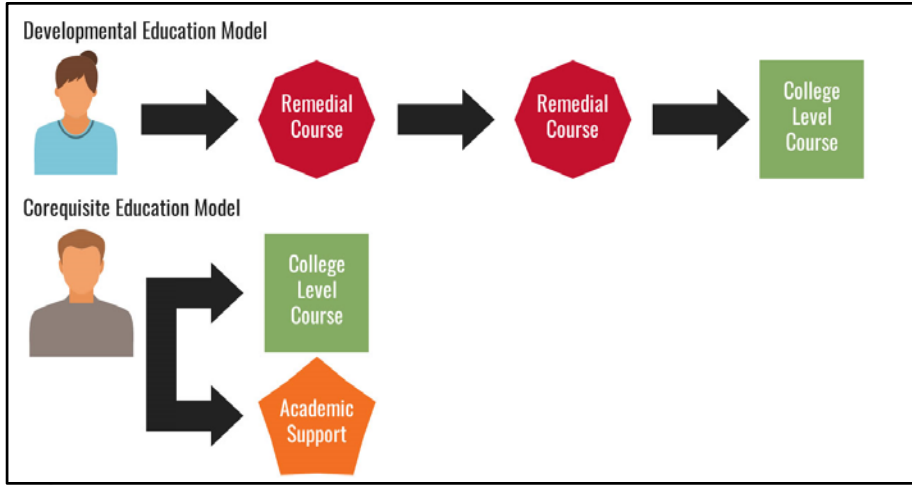 Developmental Education Model
Remedial
Course
Remedial
Course
College
Level
Course
Corequisite Education Model
College
Level
Course
Academic
Support